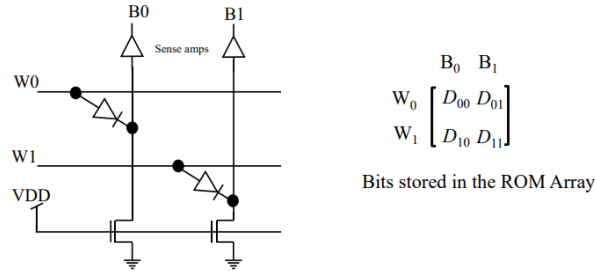 B0 B1
Sense amps
W0
W1
VDD
B₀ B₁
W₀ D₀₀ D₀₁
W₁ D₁₀ D₁₁
Bits stored in the ROM Array